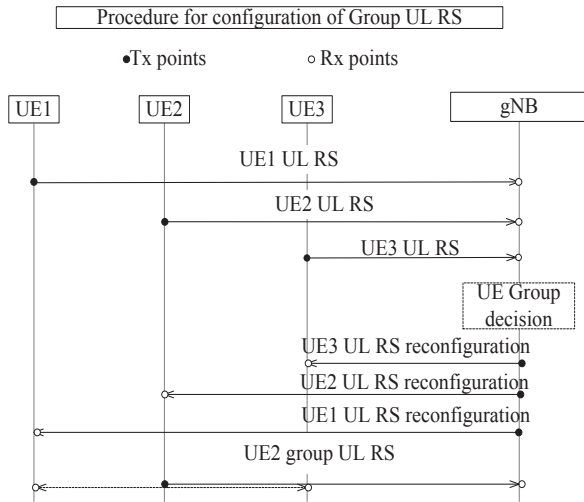 Procedure for configuration of Group UL RS
Tx points
Rx points
UE1
UE2
UE3
gNB
UE1 UL RS
UE2 UL RS
UE3 UL RS
UE Group
decision
UE3 UL RS reconfiguration
UE2 UL RS reconfiguration
UE1 UL RS reconfiguration
UE2 group UL RS